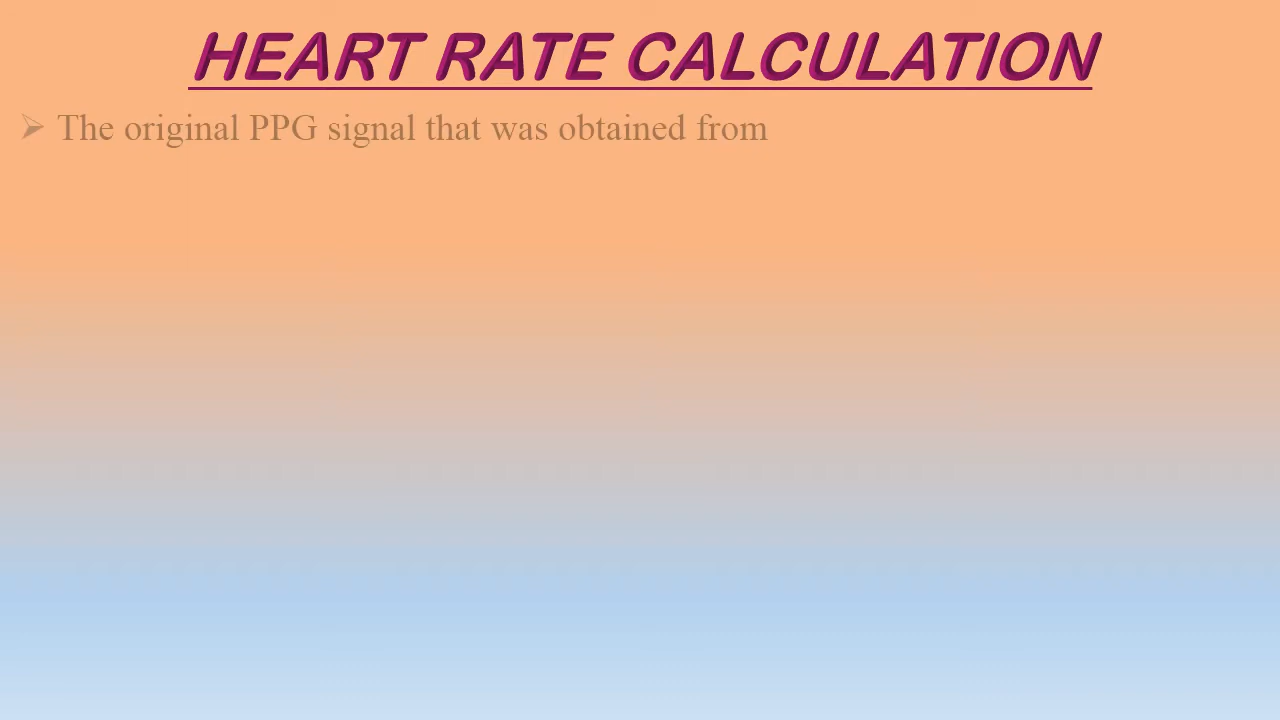 HEART RATE CALCULATION
The original PPG signal that was obtained from